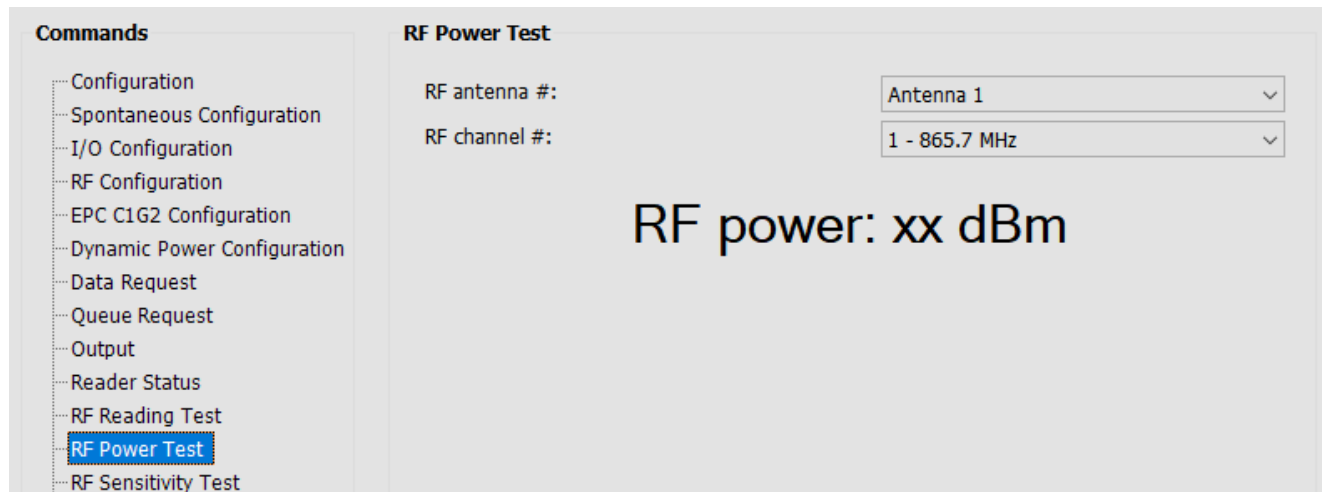 Commands
Configuration
Spontaneous Configuration
I/O Configuration
RF Configuration
EPC C1G2 Configuration
Dynamic Power Configuration
Data Request
Queue Request
Output
Reader Status
RF Reading Test
RF Power Test
RF Sensitivity Test
RF Power Test
RF antenna #:
Antenna 1
RF channel #:
1 - 865.7 MHz
RF power: xx dBm